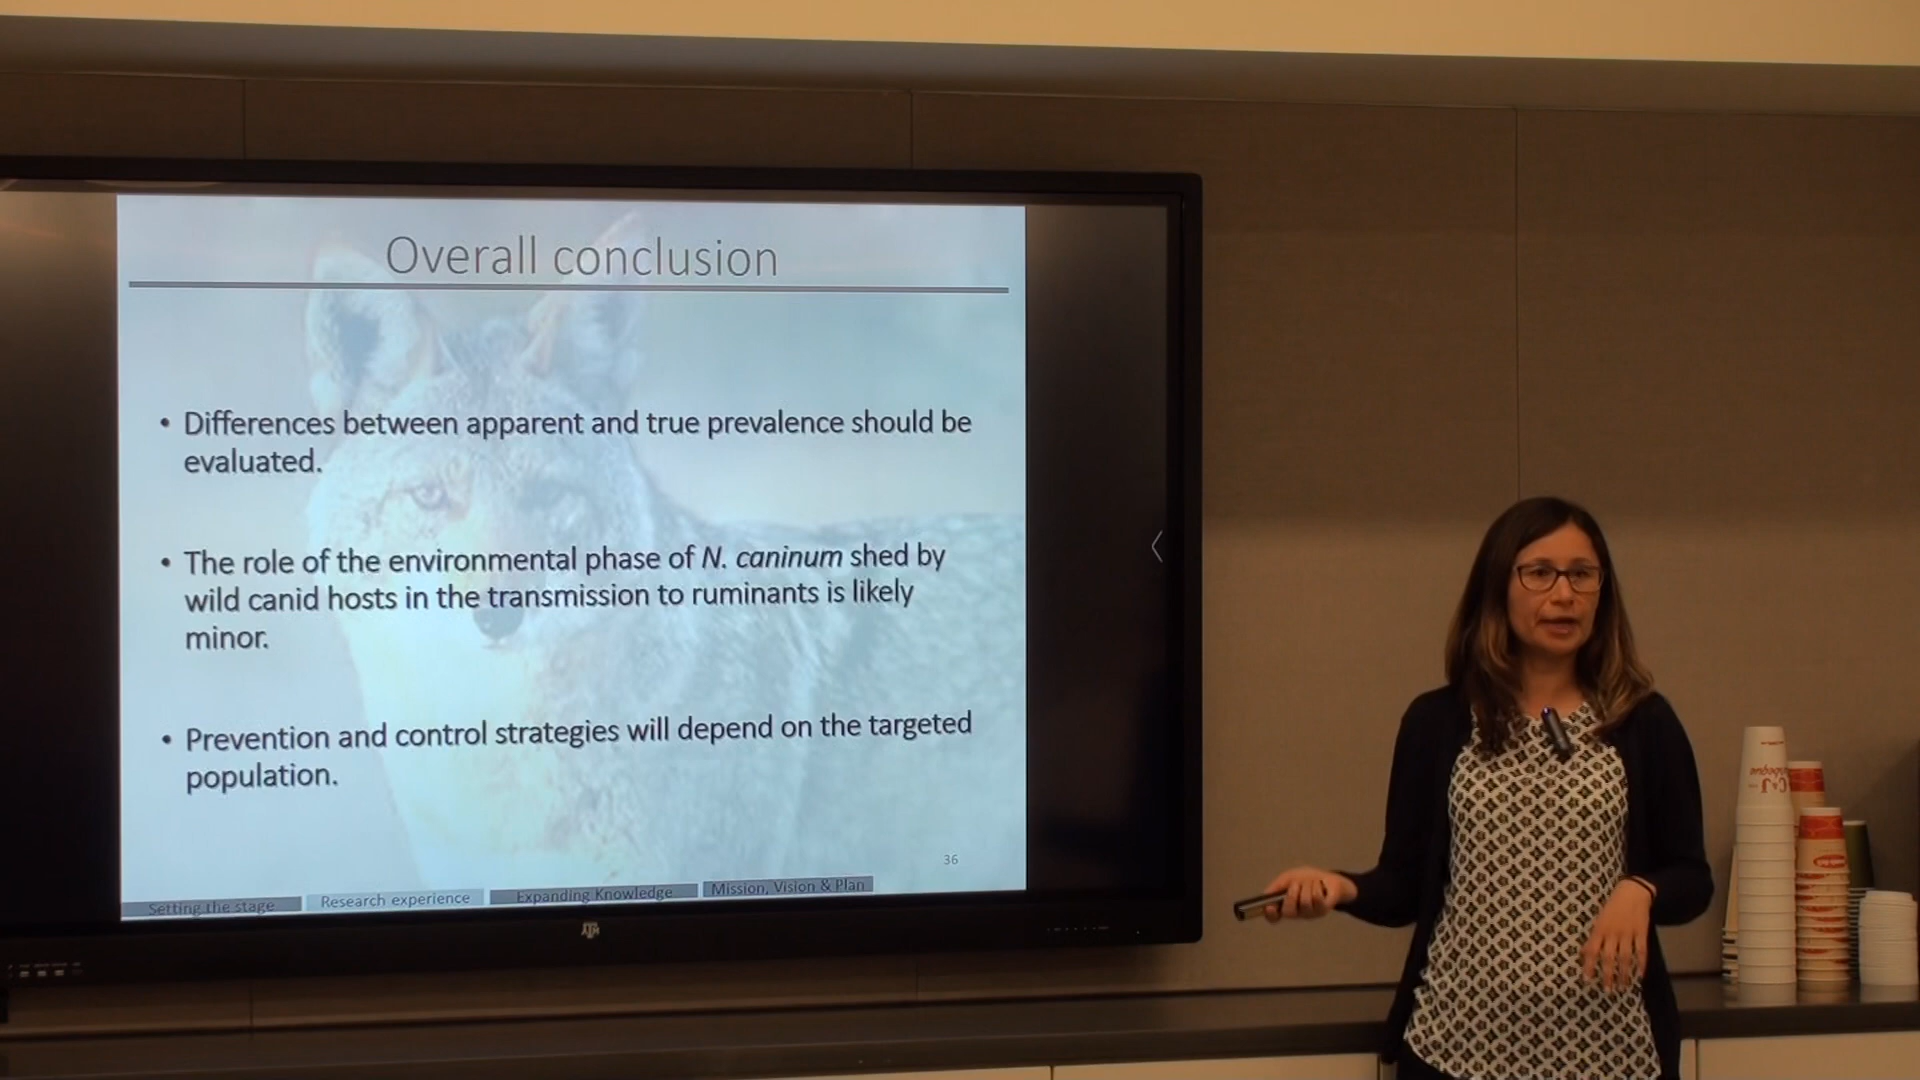 Overall conclusion
• Differences between apparent and true prevalence should be
evaluated.
• The role of the environmental phase of N. caninum shed by
wild canid hosts in the transmission to ruminants is likely
minor.
• Prevention and control strategies will depend on the targeted
population.
36
Setting the stage
Research experience
Expanding Knowledge
Mission, Vision & Plan
ATM
C&J